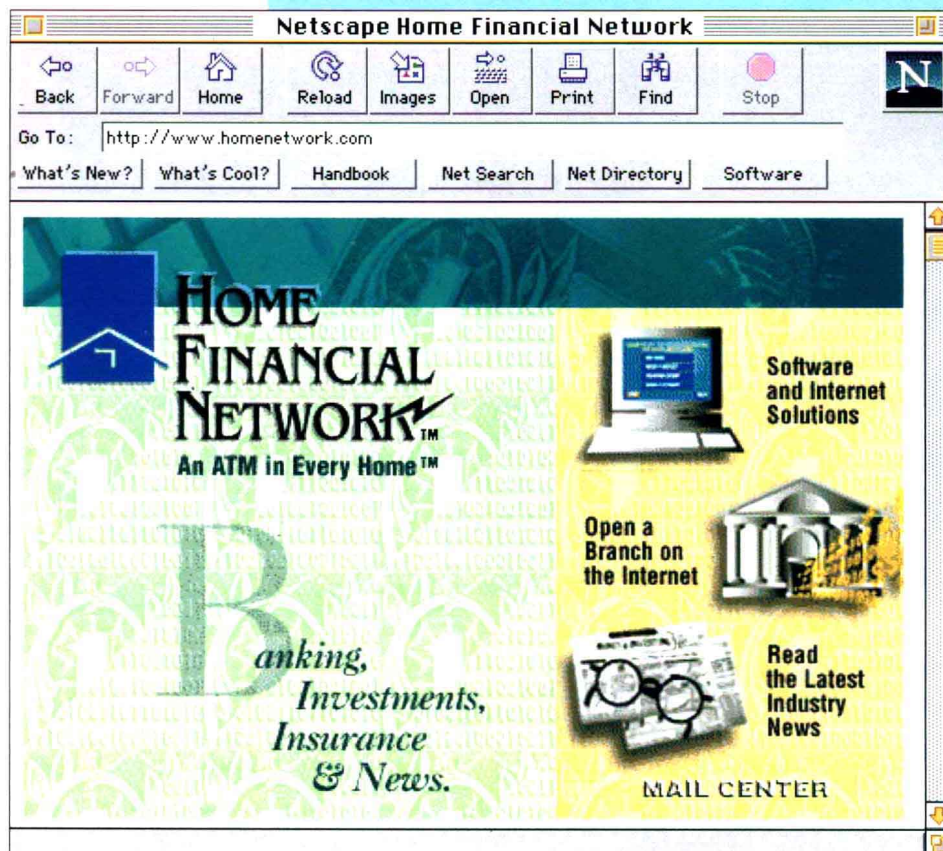 Netscape Home Financial Network
Back Forward Home Reload Images Open Print Find Stop
N
Go To: http://www.homenetwork.com
What's New? What's Cool? Handbook Net Search Net Directory Software
HOME
FINANCIAL
NETWORK™
An ATM in Every Home™
Banking,
Investments,
Insurance
& News.
Software
and Internet
Solutions
Open a
Branch on
the Internet
Read
the Latest
Industry
News
MAIL CENTER